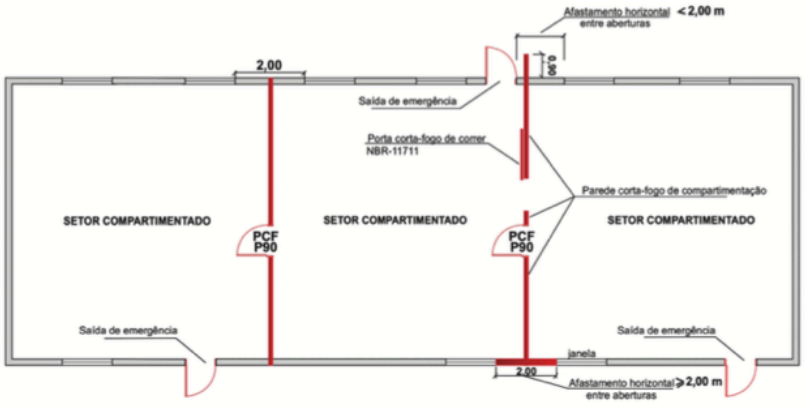 Afastamento horizontal < 2,00 m
entre aberturas
2,00
0,90
Saída de emergência
Porta corta-fogo de correr
NBR-11711
Parede corta-fogo de compartimentação
SETOR COMPARTIMENTADO
SETOR COMPARTIMENTADO
SETOR COMPARTIMENTADO
PCF
P90
PCF
P90
Saída de emergência
Saída de emergência
janela
2,00
Afastamento horizontal ⩾ 2,00 m
entre aberturas